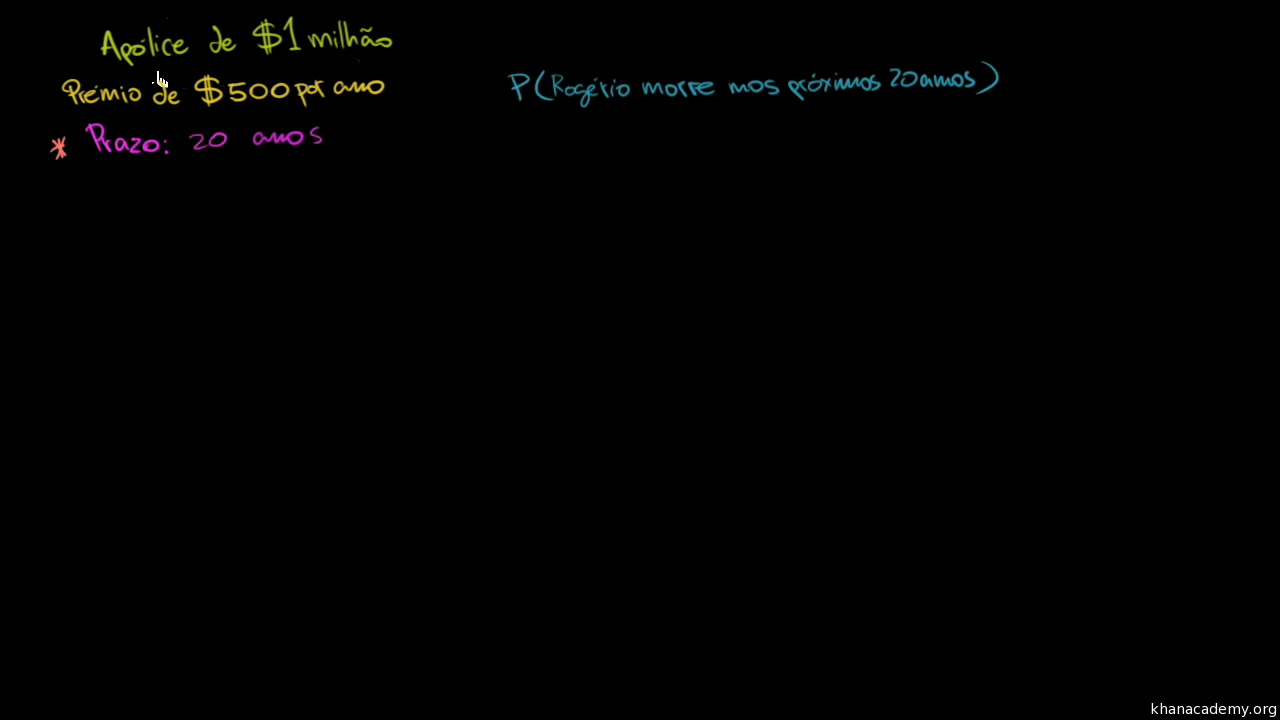 Apólice de $1 milhão
Prêmio de $500 por ano
P(Rogério morre nos próximos 20 anos)
* Prazo: 20 anos
khanacademy.org